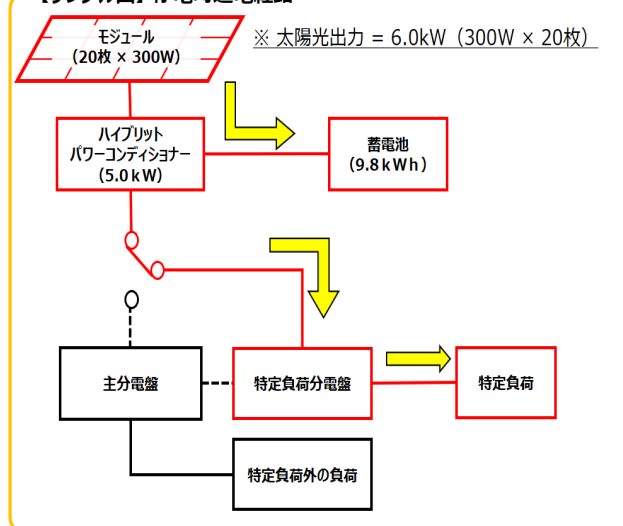 モジュール
（20枚 × 300W）
※ 太陽光出力 = 6.0kW（300W × 20枚）
ハイブリット
パワーコンディショナー
（5.0kW）
蓄電池
（9.8kWh）
主分電盤
特定負荷分電盤
特定負荷
特定負荷外の負荷